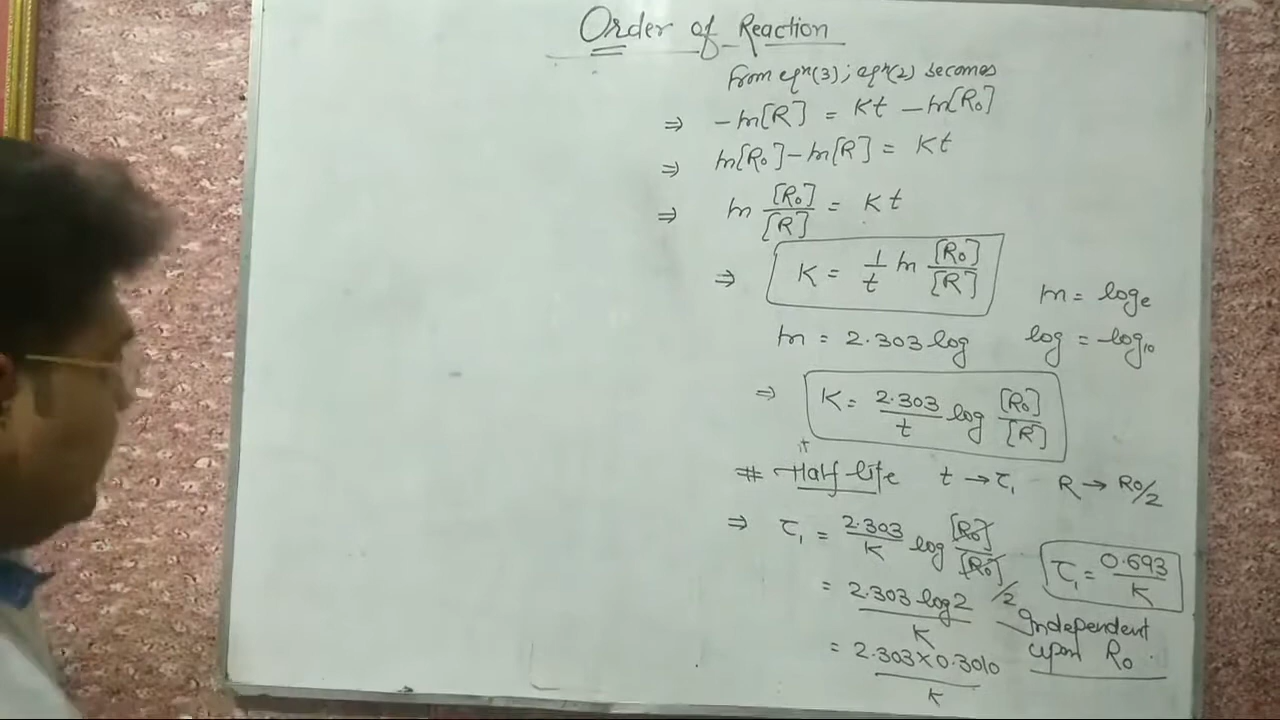 Order of Reaction
from eqn(3); eqn(2) becomes
⇒ -ln[R] = Kt - ln[R₀]
⇒ ln[R₀] - ln[R] = Kt
⇒ ln [R₀]/[R] = Kt
⇒ K = 1/t ln [R₀]/[R]
ln = logₑ
ln = 2.303 log
log = log₁₀
⇒ K = 2.303/t log [R₀]/[R]
# Half life t → τ₁ R → R₀/2
⇒ τ₁ = 2.303/K log [R₀]/[R₀]/2
τ₁ = 0.693/K
= 2.303 log2/K
Independent
upon R₀.
= 2.303×0.3010/K